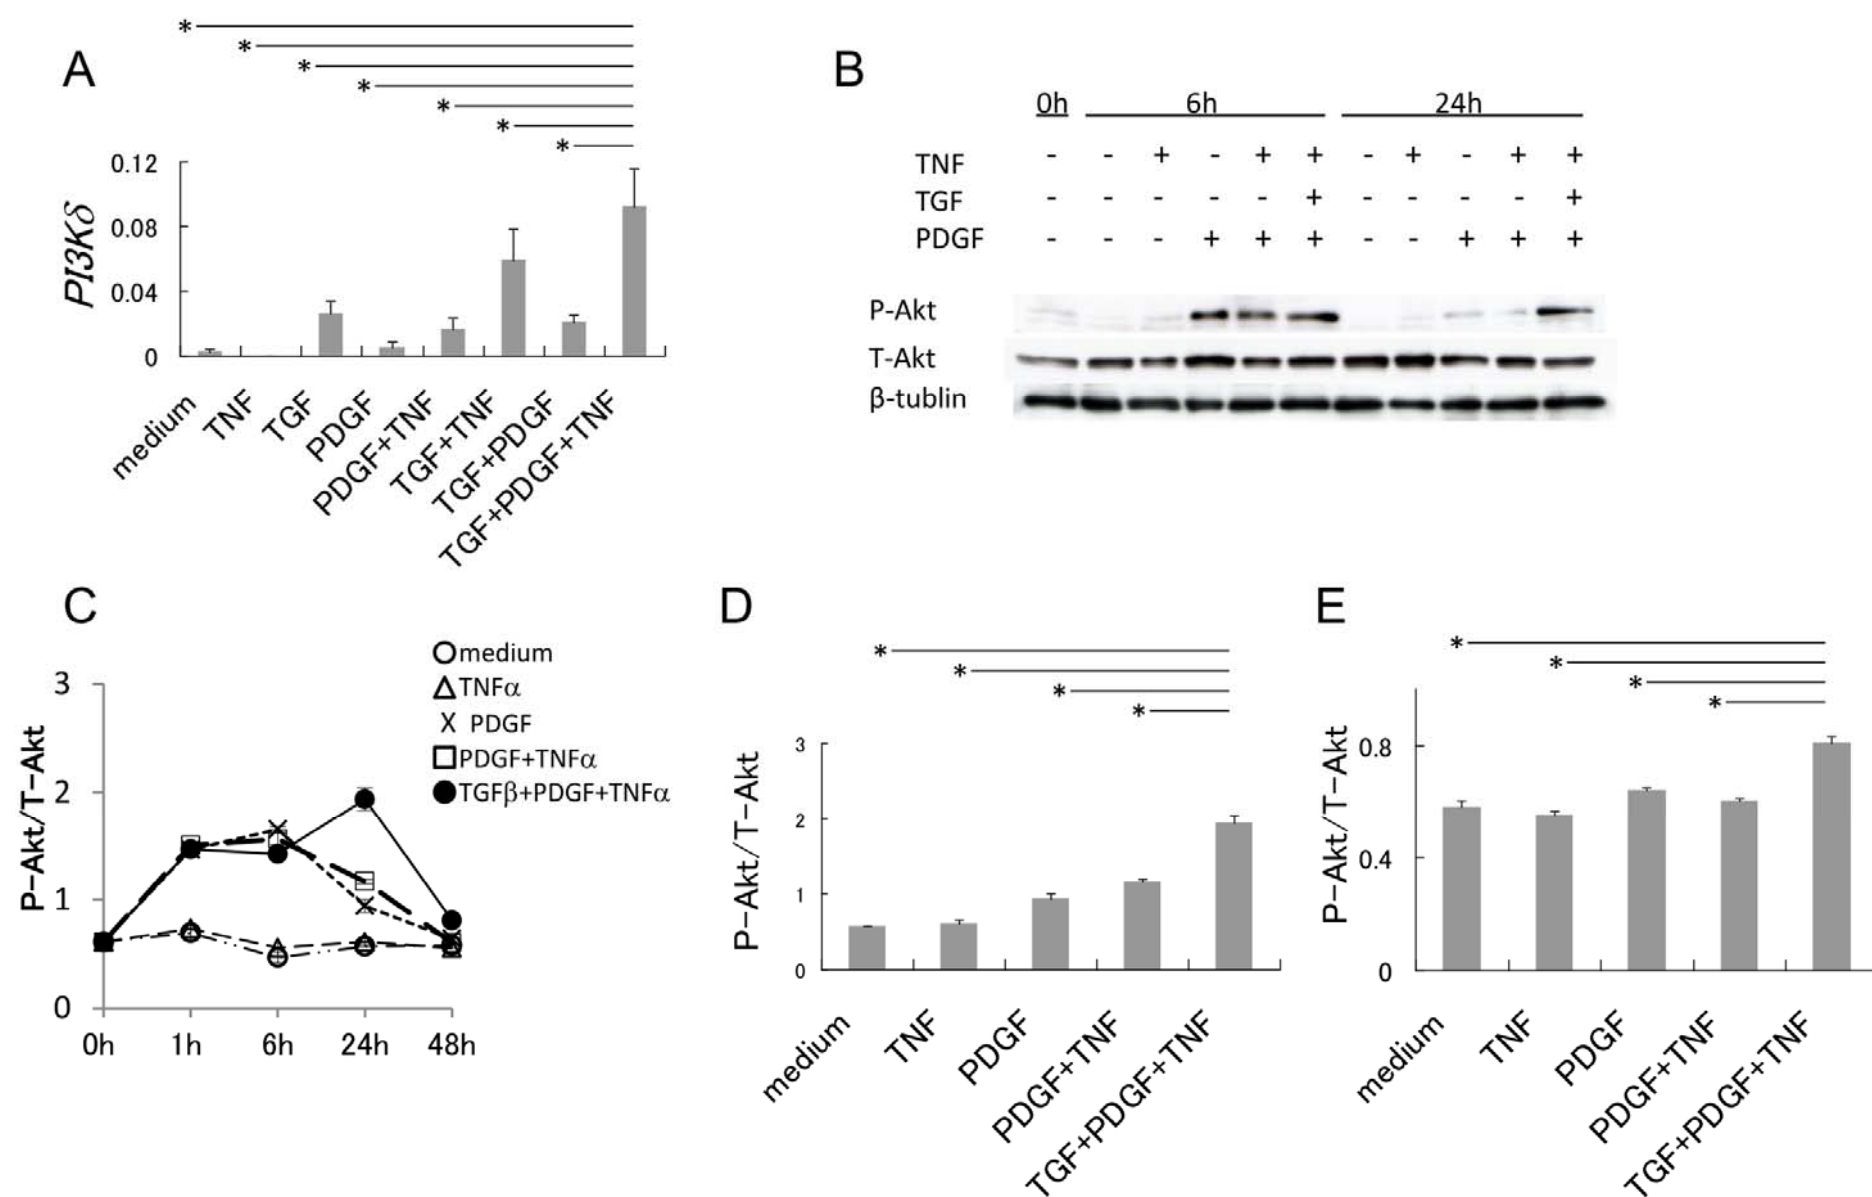 A
*
*
*
*
*
*
*
0.12
0.08
0.04
0
PI3Kδ
medium
TNF
TGF
PDGF
PDGF+TNF
TGF+TNF
TGF+PDGF
TGF+PDGF+TNF
B
0h 6h 24h
TNF - - + - + + - + - + +
TGF - - - - - + - - - - +
PDGF - - - + + + - - + + +
P-Akt
T-Akt
β-tublin
C
medium
TNFα
PDGF
PDGF+TNFα
TGFβ+PDGF+TNFα
3
2
1
0
P-Akt/T-Akt
0h 1h 6h 24h 48h
D
*
*
*
*
3
2
1
0
P-Akt/T-Akt
medium
TNF
PDGF
PDGF+TNF
TGF+PDGF+TNF
E
*
*
*
*
0.8
0.4
0
P-Akt/T-Akt
medium
TNF
PDGF
PDGF+TNF
TGF+PDGF+TNF